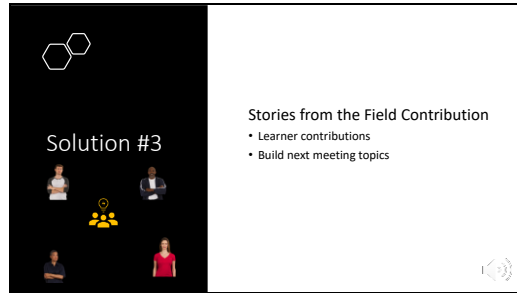 Solution #3
Stories from the Field Contribution
• Learner contributions
• Build next meeting topics